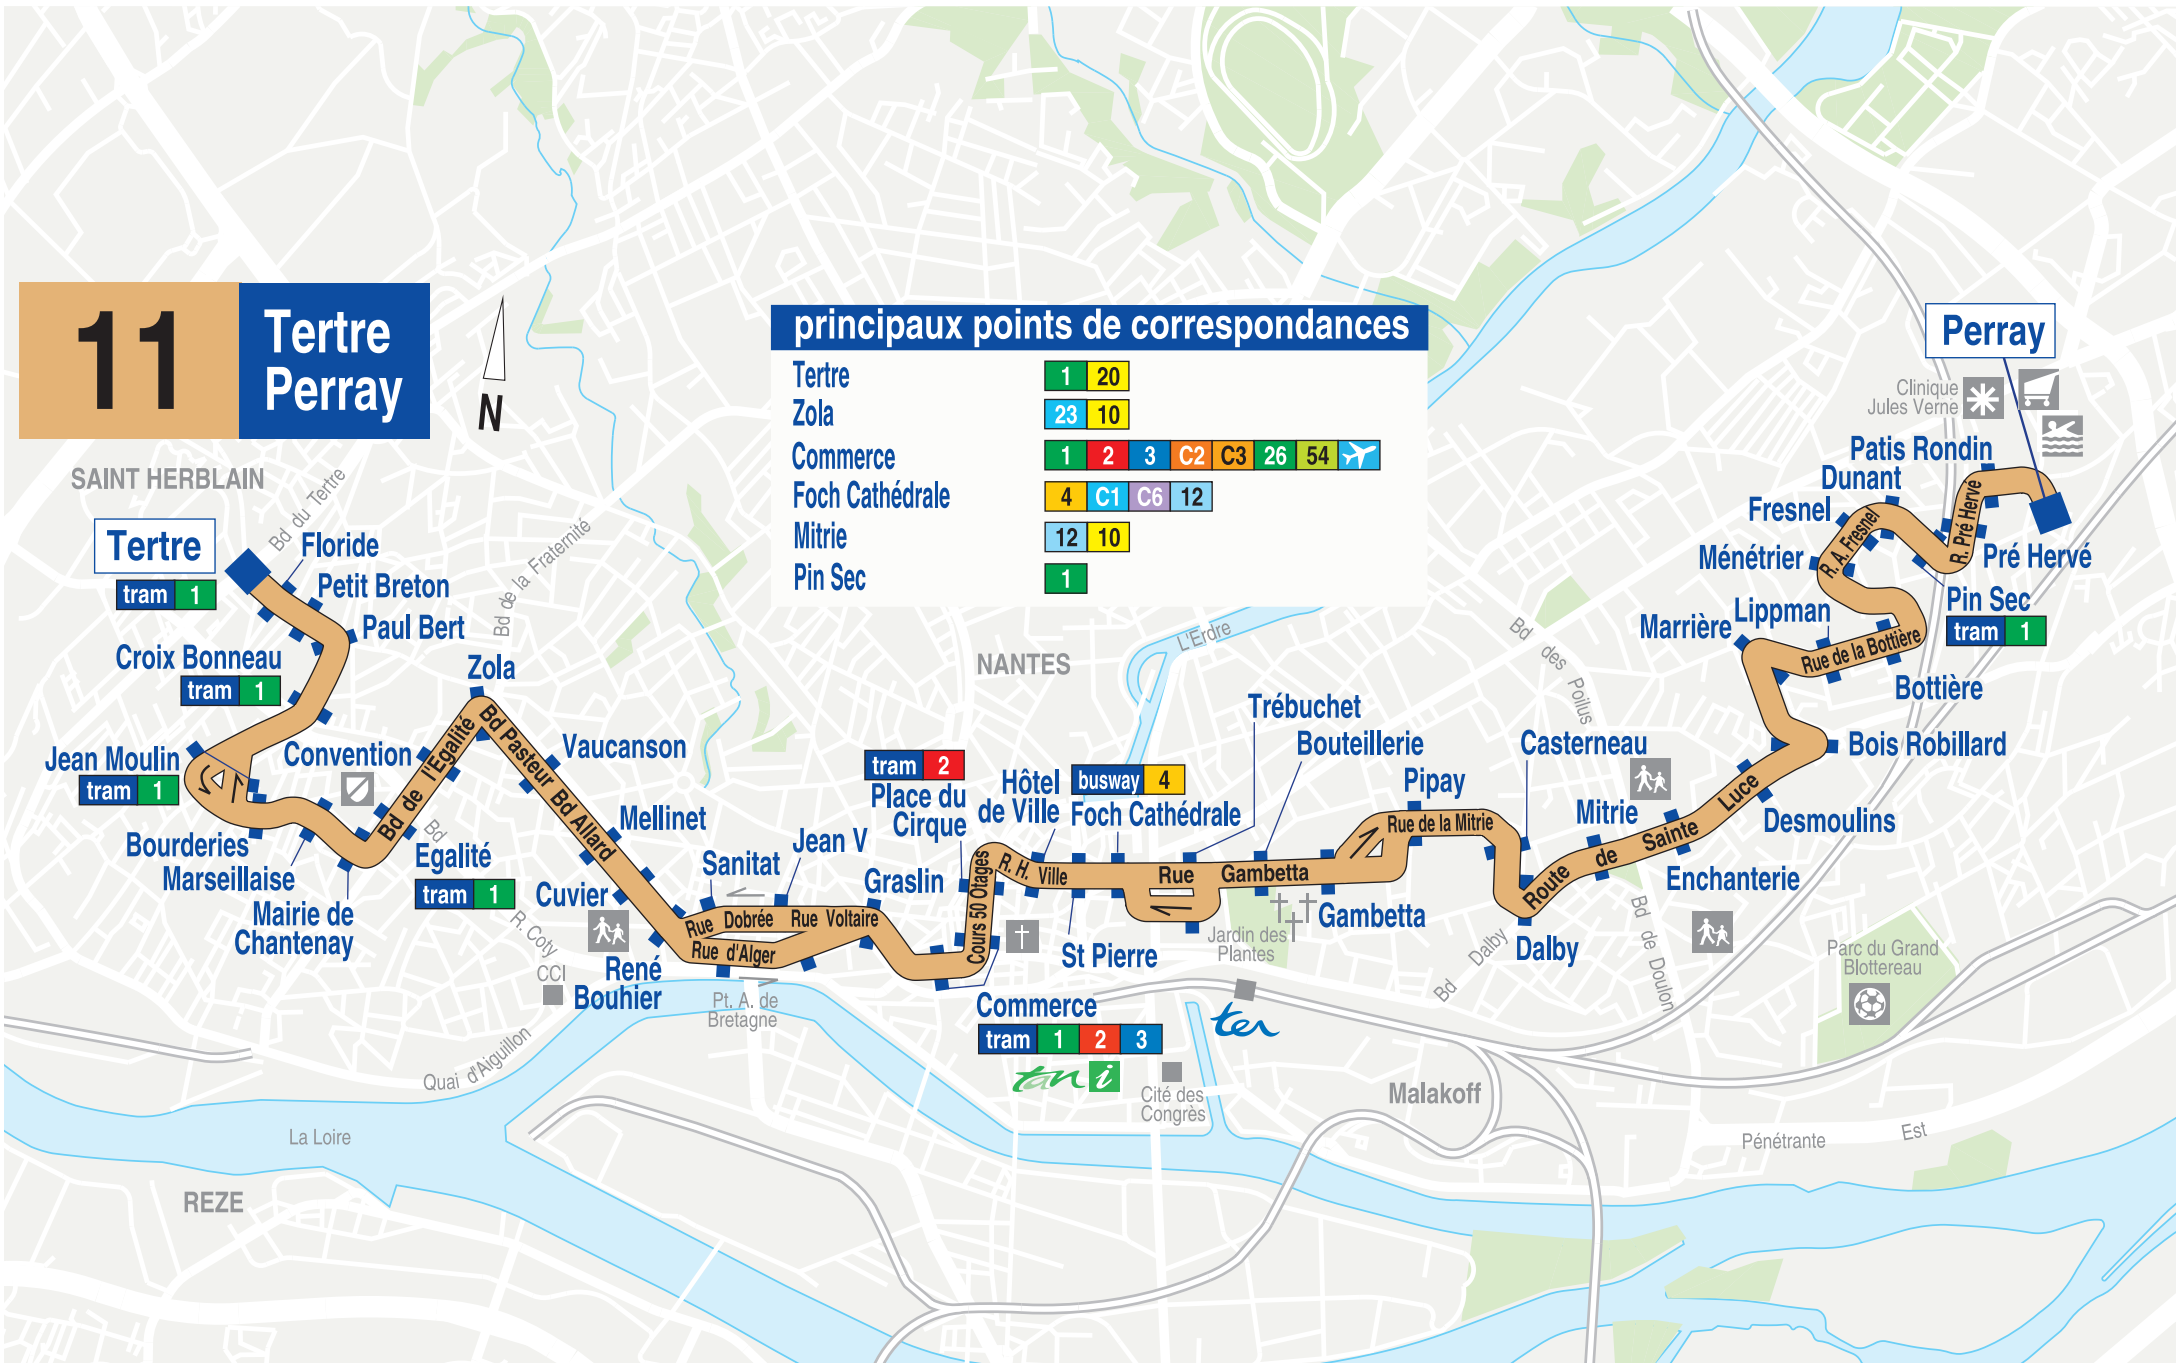 11
Tertre
Perray
N
principaux points de correspondances
Tertre 1 20
Zola 23 10
Commerce 1 2 3 C2 C3 26 54
Foch Cathédrale 4 C1 C6 12
Mitrie 12 10
Pin Sec 1
SAINT HERBLAIN
Bd du Tertre
Tertre
tram 1
Floride
Petit Breton
Paul Bert
Croix Bonneau
tram 1
Jean Moulin
tram 1
Bourderies
Marseillaise
Mairie de
Chantenay
Convention
Bd de l'Egalité
Bd
Egalité
tram 1
Zola
Bd de la Fraternité
Bd Pasteur
Bd Allard
Vaucanson
Mellinet
Cuvier
R. Coty
CCI
René
Bouhier
Quai d'Aiguillon
Sanitat
Jean V
Rue Dobrée
Rue Voltaire
Rue d'Alger
Pt. A. de
Bretagne
Graslin
tram 2
Place du
Cirque
Cours 50 Otages
Commerce
tram 1 2 3
tan i
Hôtel
de Ville
R. H. Ville
St Pierre
busway 4
Foch Cathédrale
NANTES
L'Erdre
Trébuchet
Bouteillerie
Rue Gambetta
Gambetta
Jardin des
Plantes
ter
Cité des
Congrès
Pipay
Rue de la Mitrie
Casterneau
Dalby
Bd Dalby
Route de Sainte Luce
Mitrie
Enchanterie
Bd des Poilus
Bd de Doulon
Desmoulins
Bois Robillard
Marrière
Lippman
Rue de la Bottière
Bottière
Ménétrier
Fresnel
R. A. Fresnel
Dunant
Patis Rondin
Pin Sec
tram 1
R. Pré Hervé
Pré Hervé
Perray
Clinique
Jules Verne
Parc du Grand
Blottereau
Malakoff
Pénétrante Est
La Loire
REZE